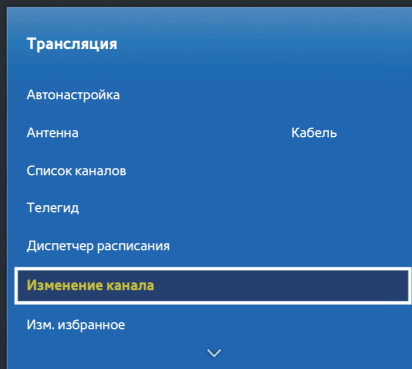 Трансляция
Автонастройка
Антенна Кабель
Список каналов
Телегид
Диспетчер расписания
Изменение канала
Изм. избранное